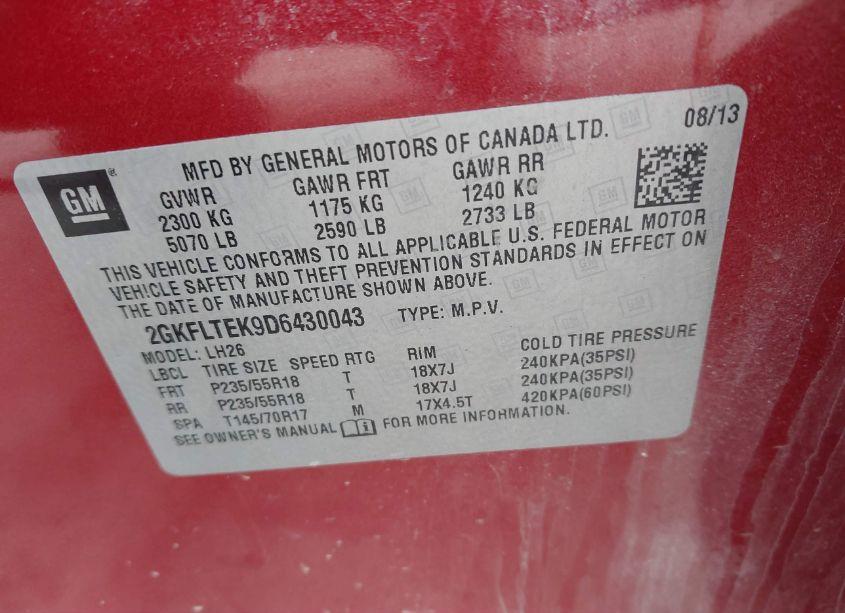 GM
MFD BY GENERAL MOTORS OF CANADA LTD. 08/13
GVWR GAWR FRT GAWR RR
2300 KG 1175 KG 1240 KG
5070 LB 2590 LB 2733 LB
THIS VEHICLE CONFORMS TO ALL APPLICABLE U.S. FEDERAL MOTOR
VEHICLE SAFETY AND THEFT PREVENTION STANDARDS IN EFFECT ON
THE DATE OF MANUFACTURE SHOWN ABOVE.
2GKFLTEK9D6430043 TYPE: M.P.V.
MODEL: LH26
LBCL TIRE SIZE SPEED RTG RIM COLD TIRE PRESSURE
FRT P235/55R18 T 18X7J 240KPA(35PSI)
RR P235/55R18 T 18X7J 240KPA(35PSI)
SPA T145/70R17 M 17X4.5T 420KPA(60PSI)
SEE OWNER'S MANUAL FOR MORE INFORMATION.